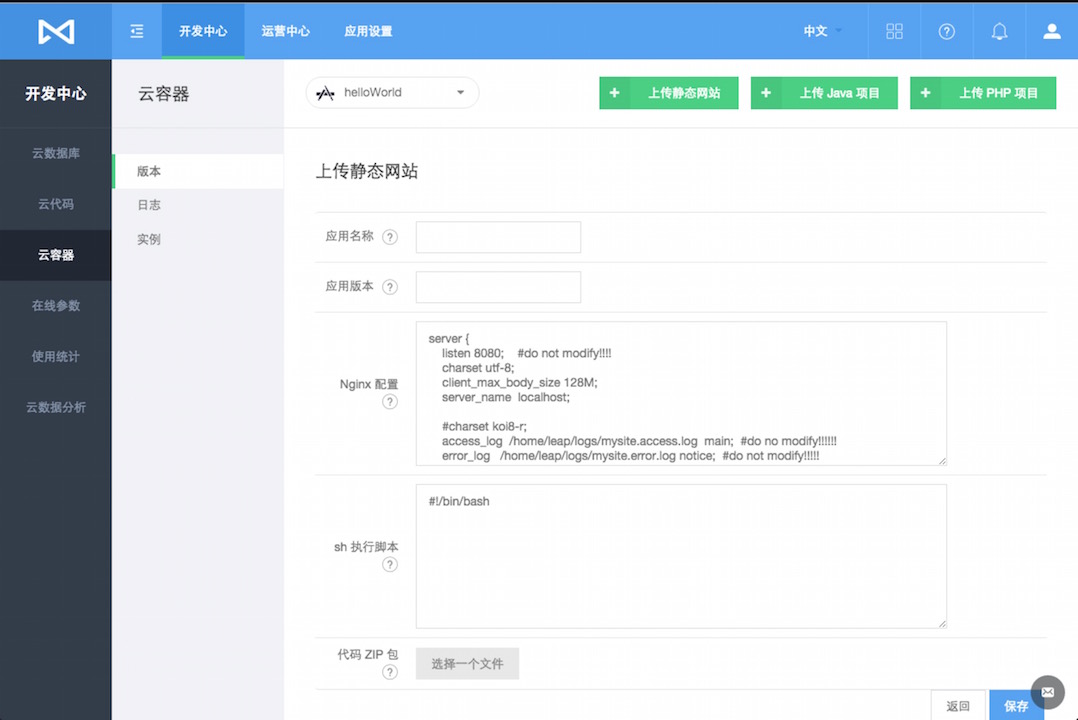 开发中心
运营中心
应用设置
中文
开发中心
云数据库
云代码
云容器
在线参数
使用统计
云数据分析
云容器
版本
日志
实例
helloWorld
+ 上传静态网站
+ 上传 Java 项目
+ 上传 PHP 项目
上传静态网站
应用名称 ?
应用版本 ?
Nginx 配置 ?
server {
listen 8080;    #do not modify!!!!
charset utf-8;
client_max_body_size 128M;
server_name  localhost;
#charset koi8-r;
access_log  /home/leap/logs/mysite.access.log  main;  #do no modify!!!!!!
error_log   /home/leap/logs/mysite.error.log notice;  #do not modify!!!!!
sh 执行脚本 ?
#!/bin/bash
代码 ZIP 包 ?
选择一个文件
返回
保存